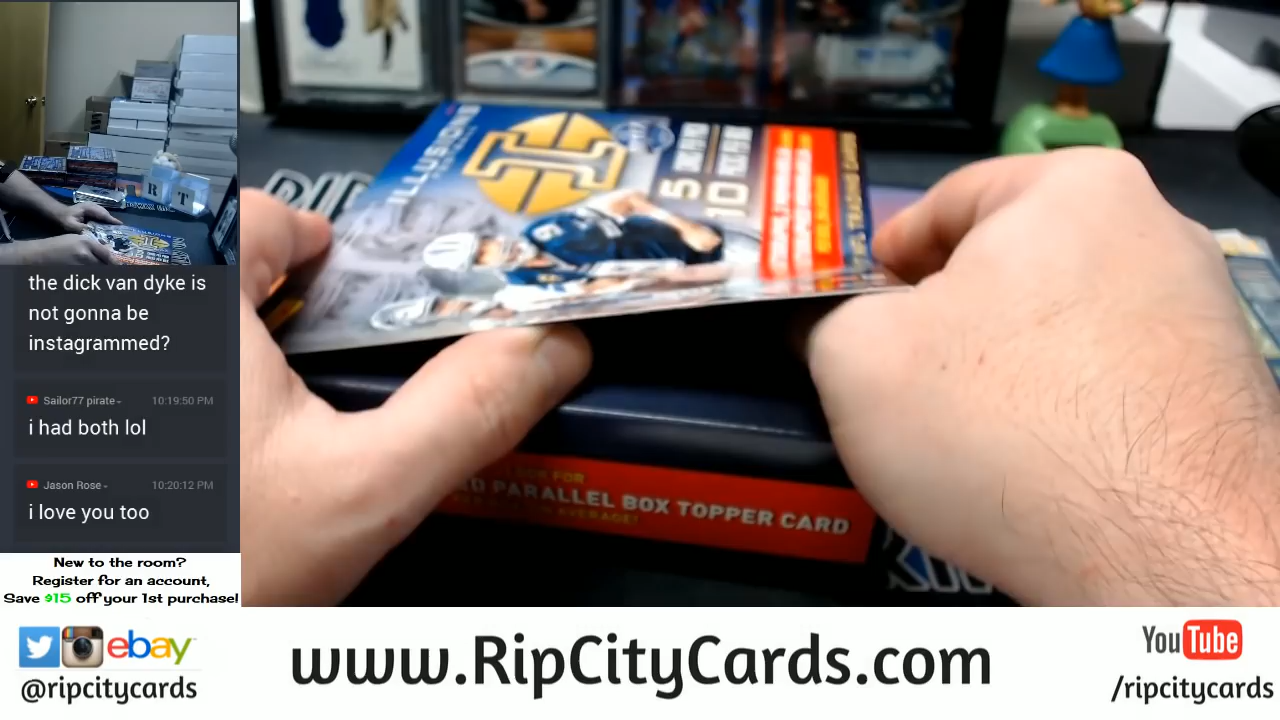 the dick van dyke is
not gonna be
instagrammed?
Sailor77 pirate-
10:19:50 PM
i had both lol
Jason Rose-
10:20:12 PM
i love you too
New to the room?
Register for an account,
Save $15 off your 1st purchase!
ILLUSIONS
5
10
PARALLEL BOX TOPPER CARD
ebay
@ripcitycards
www.RipCityCards.com
YouTube
/ripcitycards